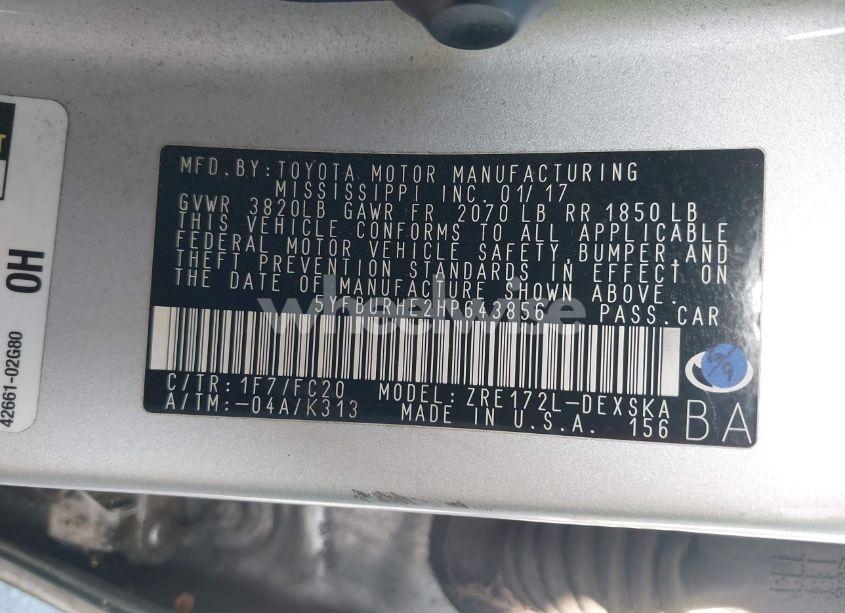 MFD. BY: TOYOTA MOTOR MANUFACTURING
MISSISSIPPI INC. 01/17
GVWR 3820LB GAWR FR 2070 LB RR 1850 LB
THIS VEHICLE CONFORMS TO ALL APPLICABLE
FEDERAL MOTOR VEHICLE SAFETY, BUMPER, AND
THEFT PREVENTION STANDARDS IN EFFECT ON
THE DATE OF MANUFACTURE SHOWN ABOVE.
5YFBURHE2HP643856 PASS. CAR
C/TR: 1F7/FC20 MODEL: ZRE172L-DEXSKA
A/TM: -04A/K313 MADE IN U.S.A. 156
BA
OH
42661-02G80
wheelwise